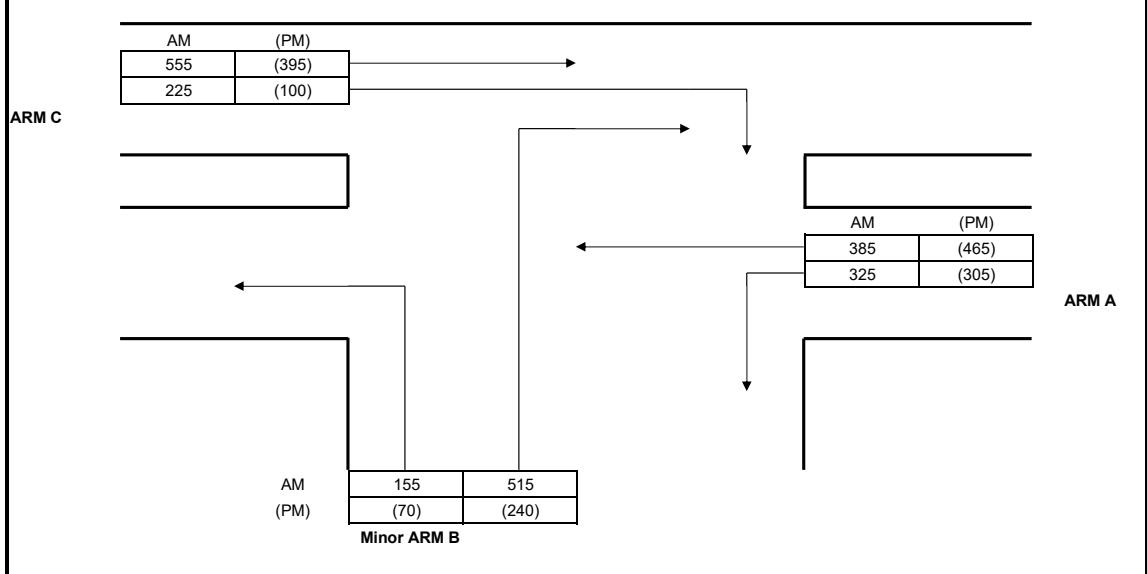 AM (PM)
555 (395)
225 (100)
ARM C
AM (PM)
385 (465)
325 (305)
ARM A
AM 155 515
(PM) (70) (240)
Minor ARM B